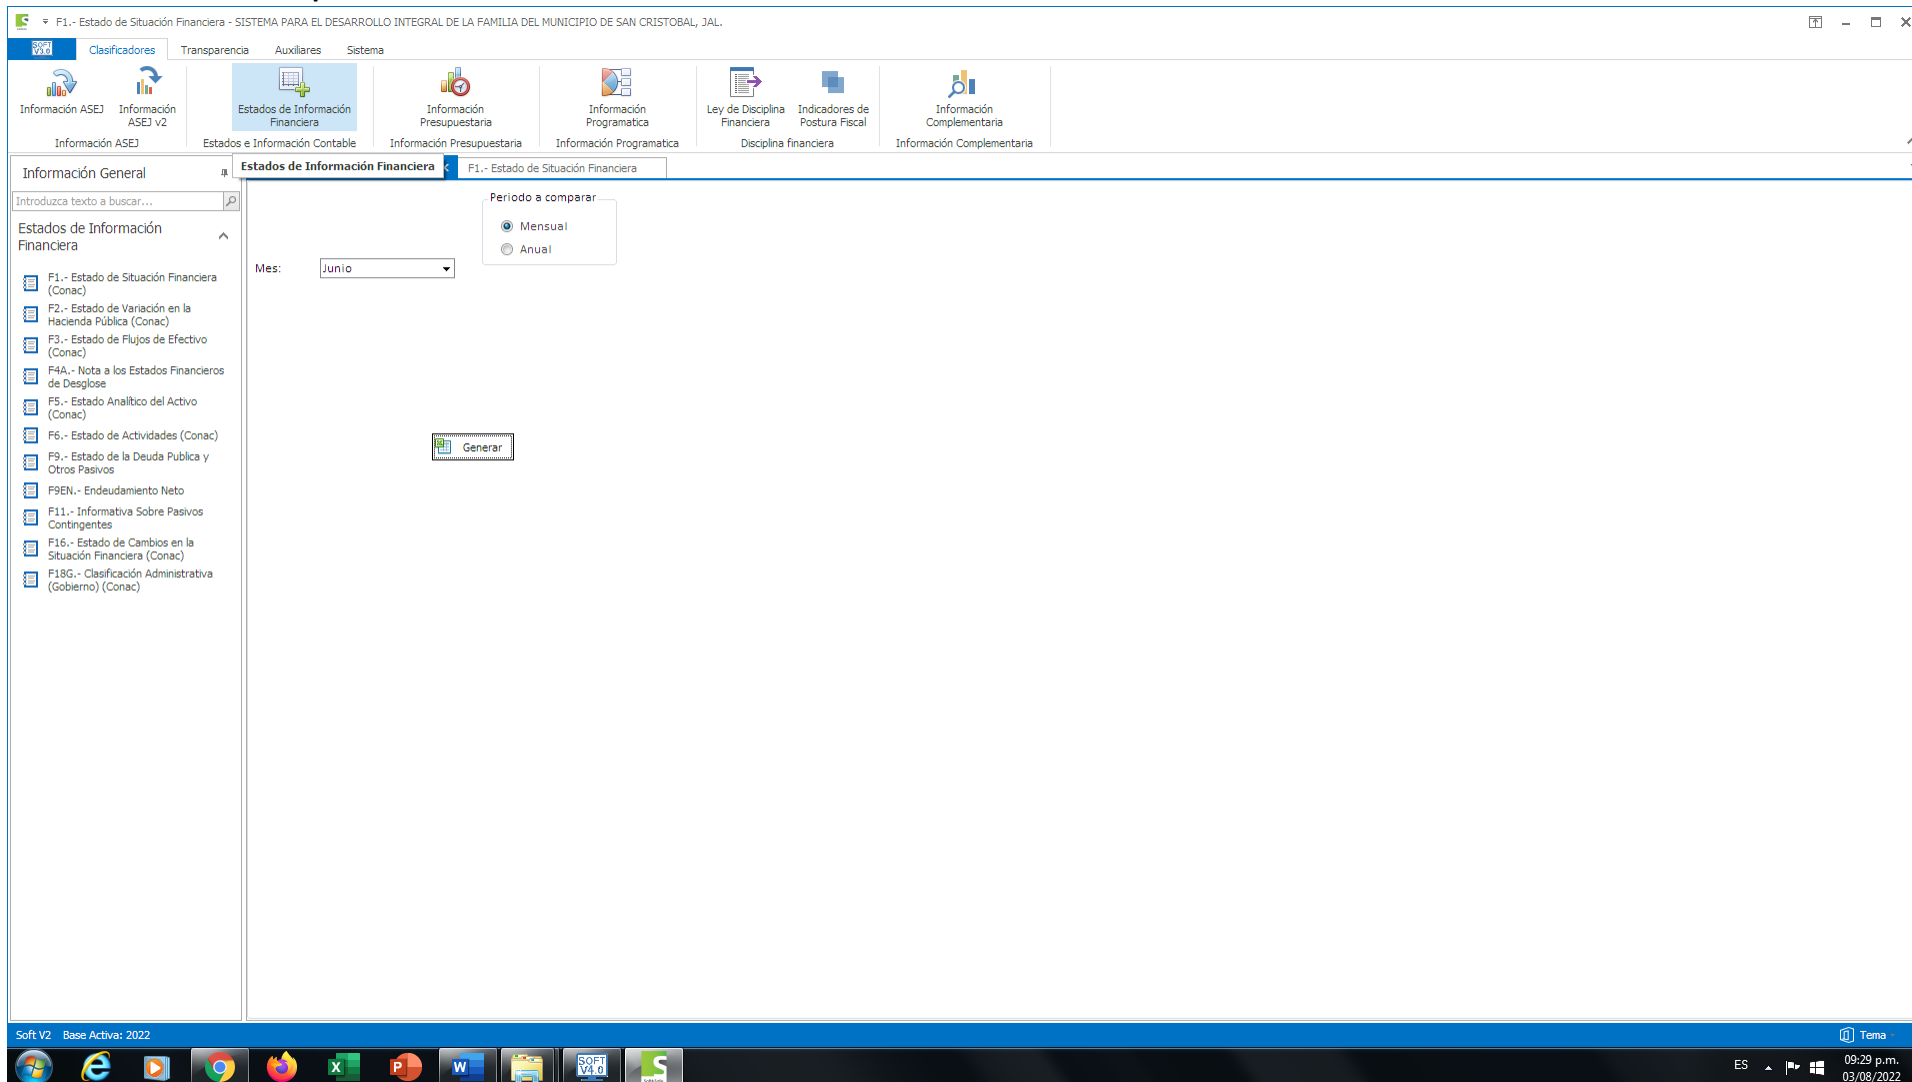 F1.- Estado de Situación Financiera - SISTEMA PARA EL DESARROLLO INTEGRAL DE LA FAMILIA DEL MUNICIPIO DE SAN CRISTOBAL, JAL.
SOFT V3.0
Clasificadores
Transparencia
Auxiliares
Sistema
Información ASEJ
Información
ASEJ v2
Información ASEJ
Estados de Información
Financiera
Estados e Información Contable
Información
Presupuestaria
Información Presupuestaria
Información
Programatica
Información Programatica
Ley de Disciplina
Financiera
Indicadores de
Postura Fiscal
Disciplina financiera
Información
Complementaria
Información Complementaria
Información General
Estados de Información Financiera
F1.- Estado de Situación Financiera
Introduzca texto a buscar...
Estados de Información
Financiera
F1.- Estado de Situación Financiera
(Conac)
F2.- Estado de Variación en la
Hacienda Pública (Conac)
F3.- Estado de Flujos de Efectivo
(Conac)
F4A.- Nota a los Estados Financieros
de Desglose
F5.- Estado Analítico del Activo
(Conac)
F6.- Estado de Actividades (Conac)
F9.- Estado de la Deuda Publica y
Otros Pasivos
F9EN.- Endeudamiento Neto
F11.- Informativa Sobre Pasivos
Contingentes
F16.- Estado de Cambios en la
Situación Financiera (Conac)
F18G.- Clasificación Administrativa
(Gobierno) (Conac)
Periodo a comparar
Mensual
Anual
Mes:
Junio
Generar
Soft V2
Base Activa: 2022
Tema
SOFT
V4.0
ES
09:29 p.m.
03/08/2022